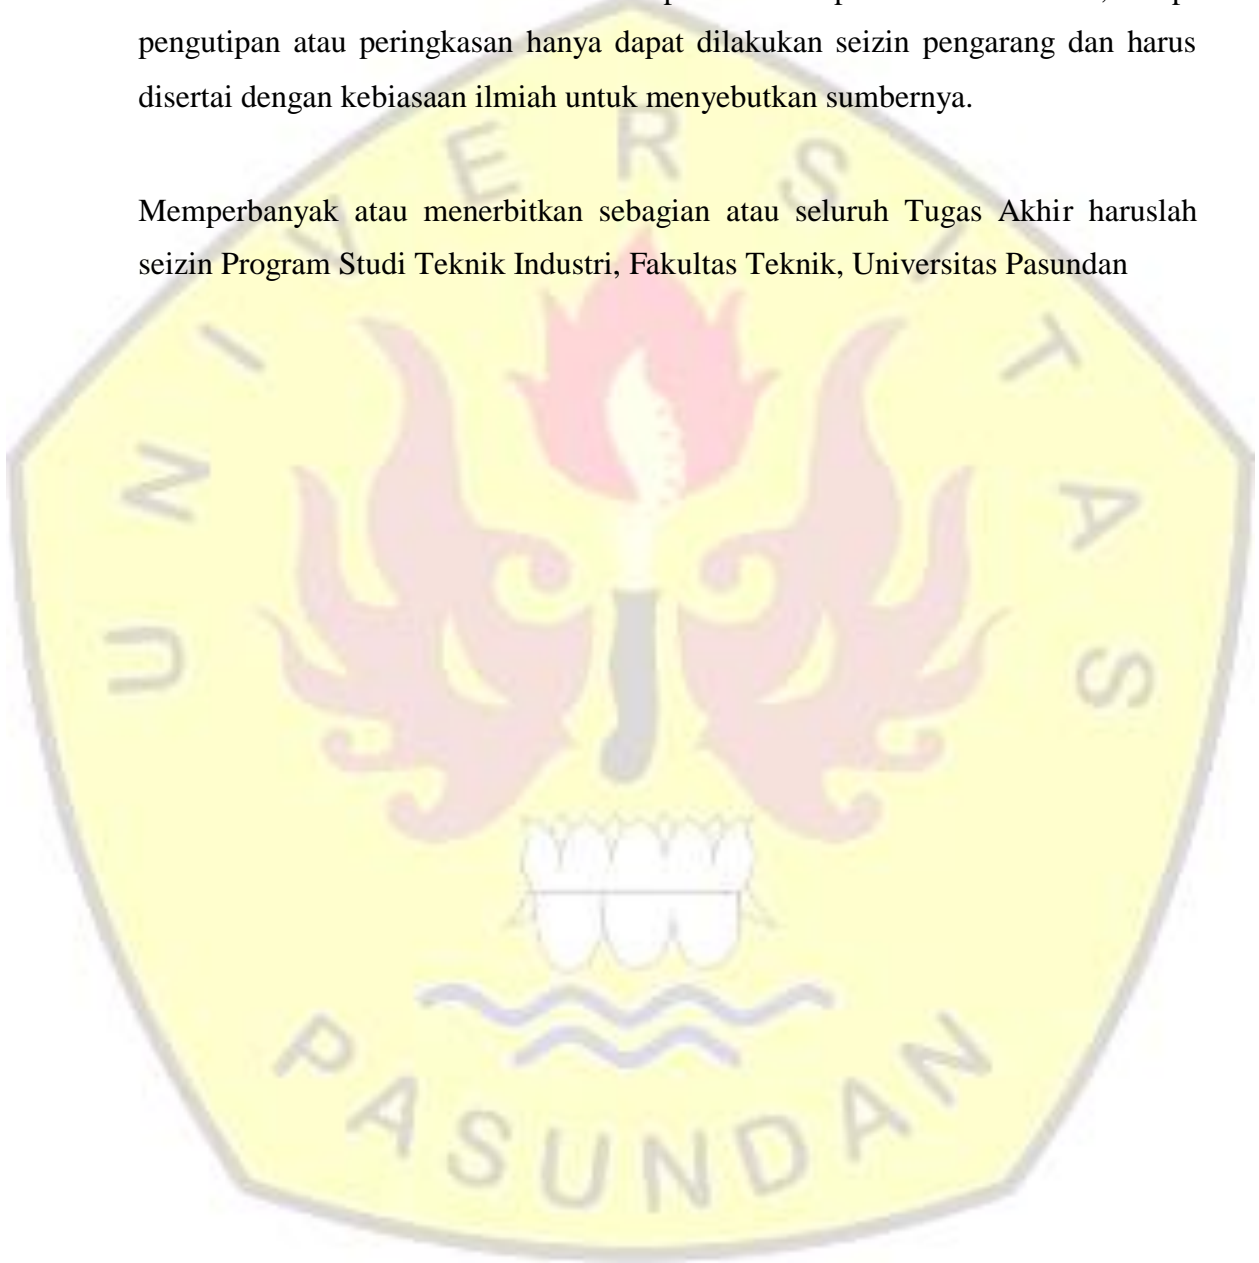 pengutipan atau peringkasan hanya dapat dilakukan seizin pengarang dan harus
disertai dengan kebiasaan ilmiah untuk menyebutkan sumbernya.
Memperbanyak atau menerbitkan sebagian atau seluruh Tugas Akhir haruslah
seizin Program Studi Teknik Industri, Fakultas Teknik, Universitas Pasundan
UNIVERSITAS
PASUNDAN